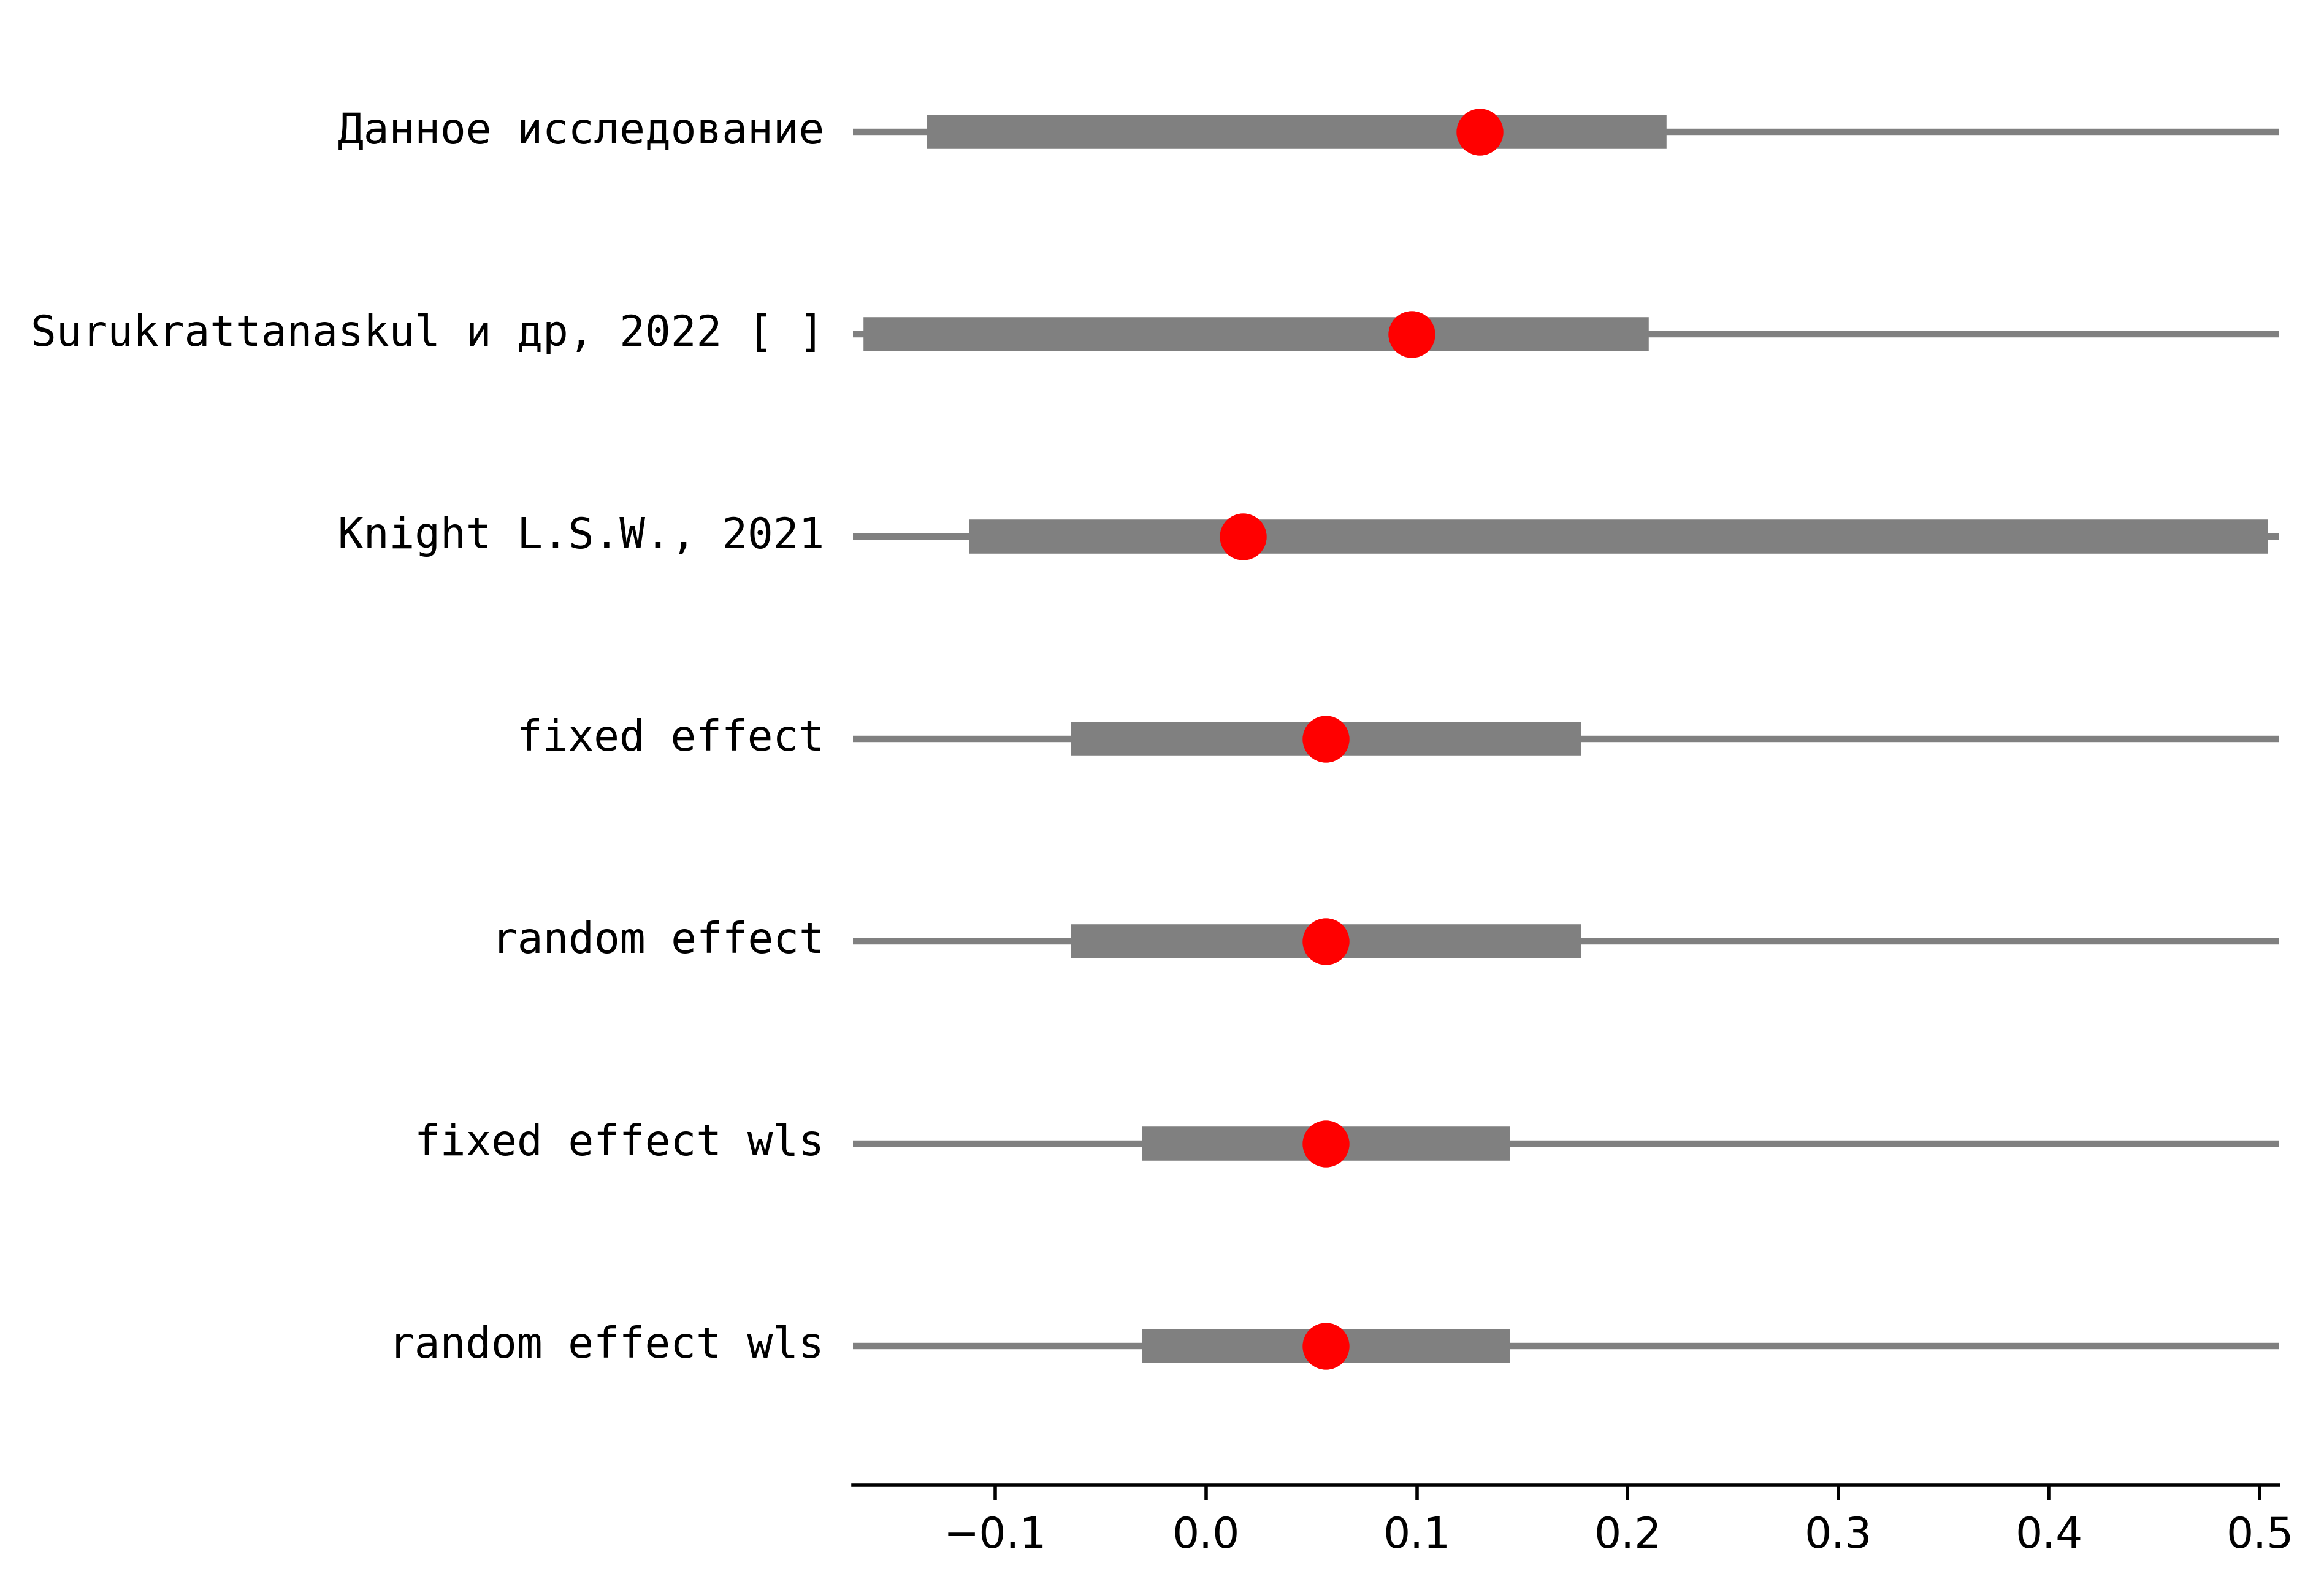 Данное исследование
Surukrattanaskul и др, 2022 [ ]
Knight L.S.W., 2021
fixed effect
random effect
fixed effect wls
random effect wls
−0.1 0.0 0.1 0.2 0.3 0.4 0.5